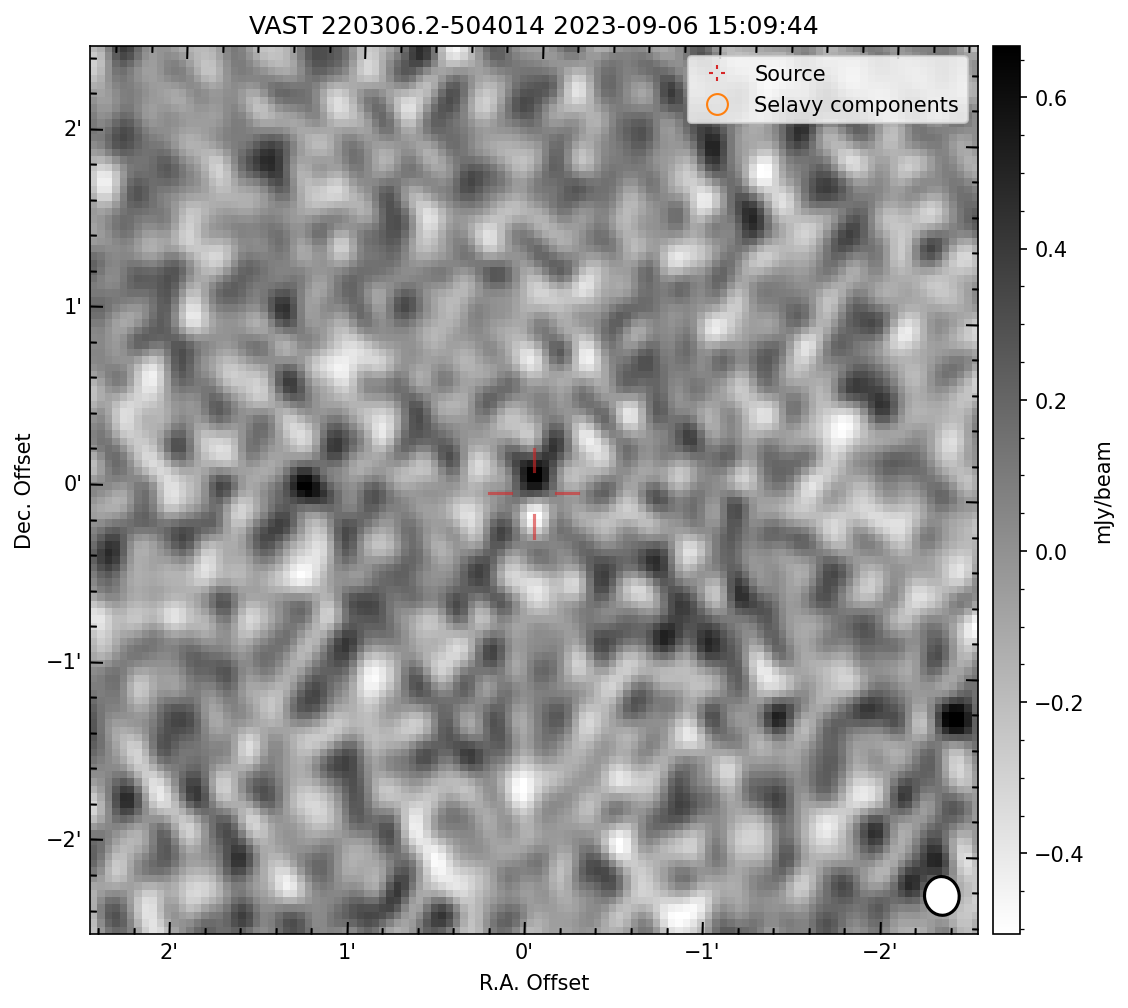 VAST 220306.2-504014 2023-09-06 15:09:44
Source
Selavy components
2'
1'
0'
−1'
−2'
Dec. Offset
2'
1'
0'
−1'
−2'
R.A. Offset
0.6
0.4
0.2
0.0
−0.2
−0.4
mJy/beam